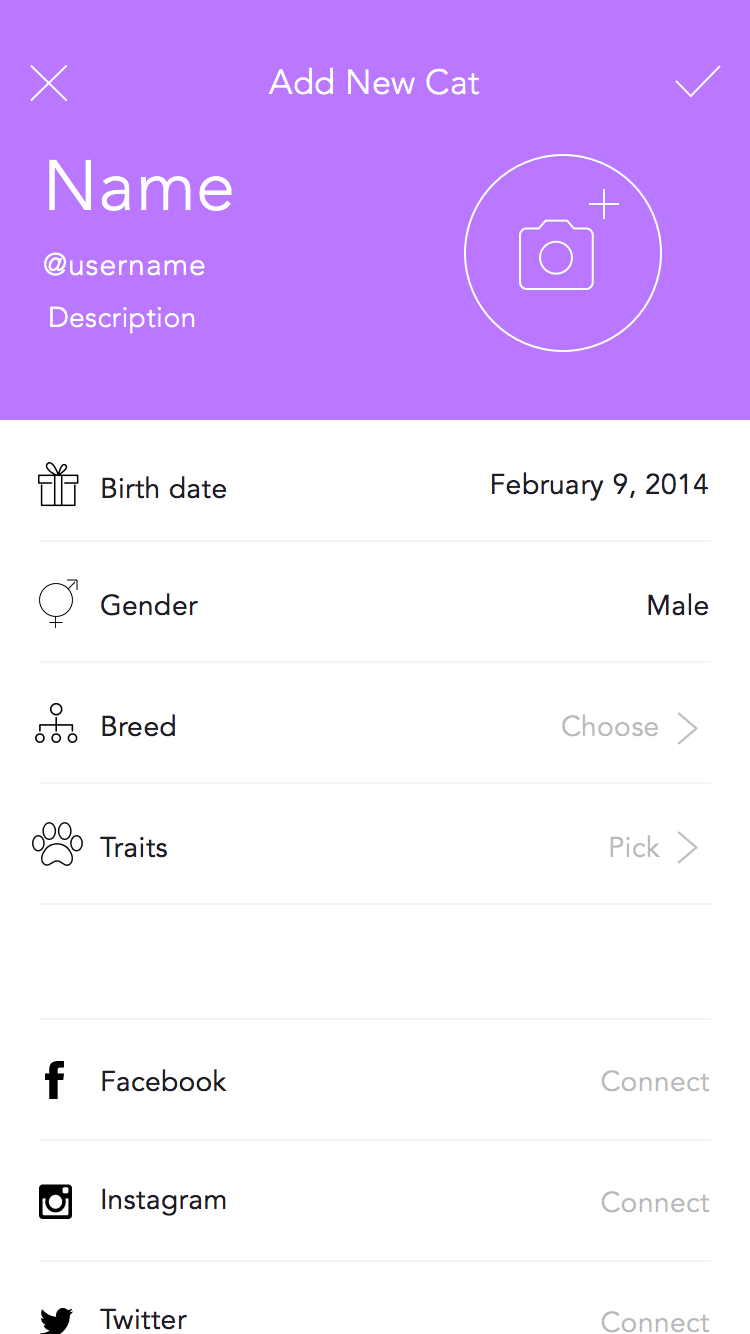 Add New Cat
Name
@username
Description
Birth date February 9, 2014
Gender Male
Breed Choose
Traits Pick
Facebook Connect
Instagram Connect
Twitter Connect